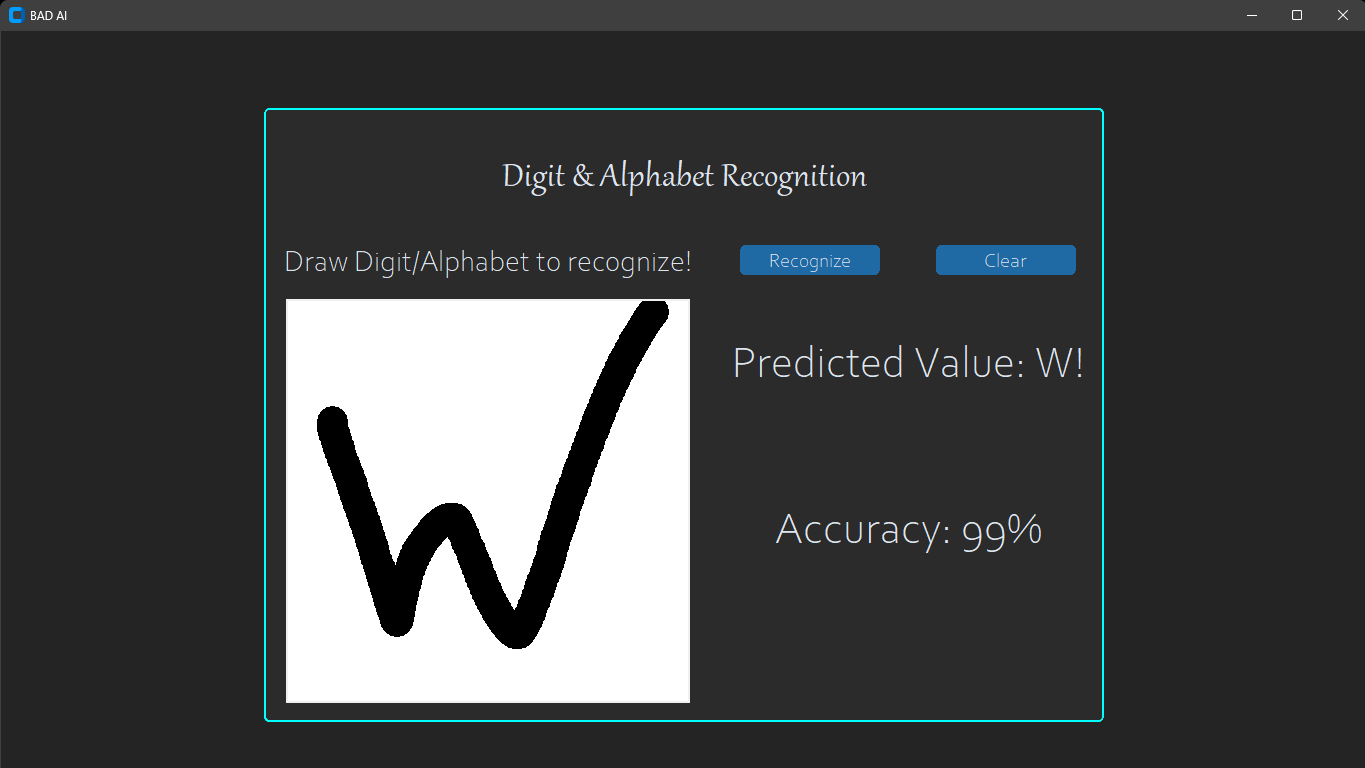 BAD AI
Digit & Alphabet Recognition
Draw Digit/Alphabet to recognize!
Recognize
Clear
W
Predicted Value: W!
Accuracy: 99%